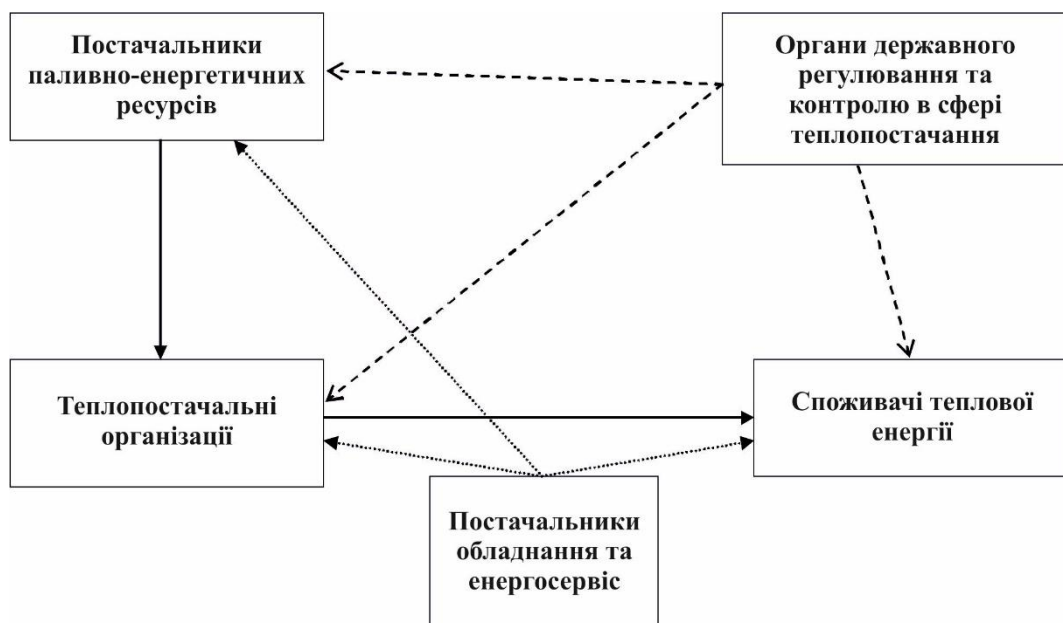 Постачальники
паливно-енергетичних
ресурсів
Органи державного
регулювання та
контролю в сфері
теплопостачання
Теплопостачальні
організації
Споживачі теплової
енергії
Постачальники
обладнання та
енергосервіс